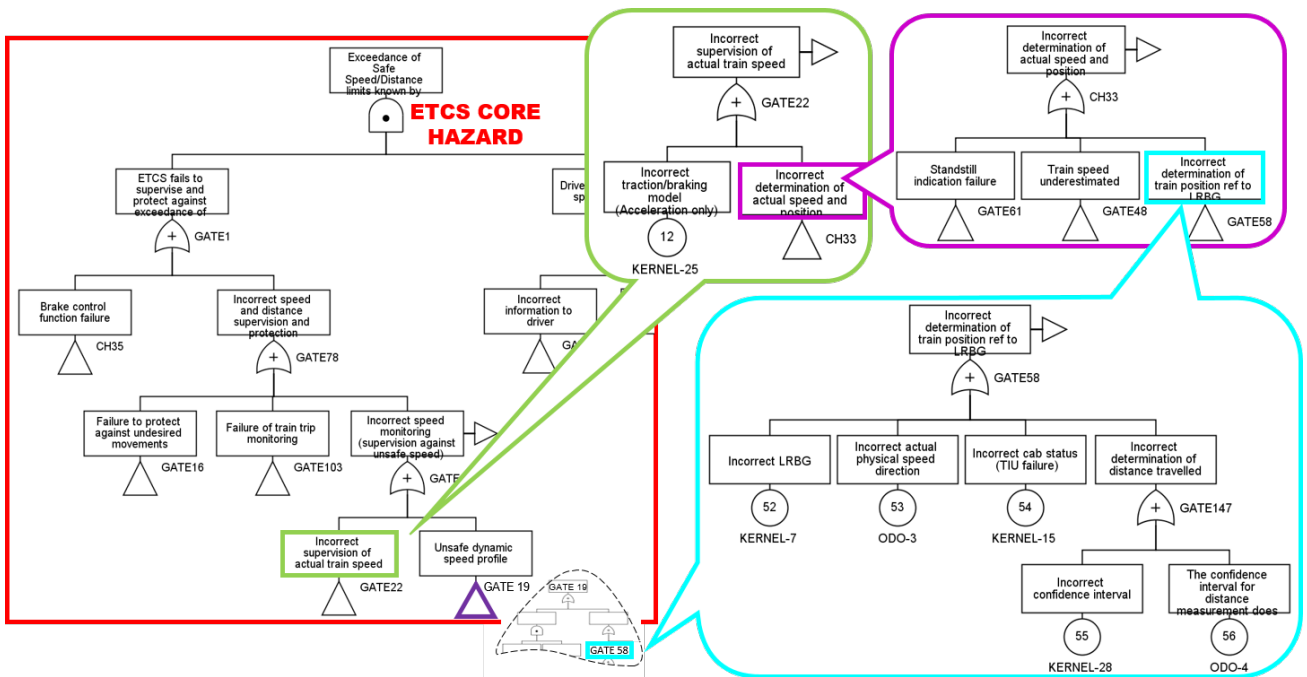 Exceedance of
Safe
Speed/Distance
limits known by
ETCS CORE
HAZARD
ETCS fails to
supervise and
protect against
exceedance of
GATE1
Brake control
function failure
CH35
Incorrect speed
and distance
supervision and
protection
GATE78
Incorrect
information to
driver
Failure to protect
against undesired
movements
GATE16
Failure of train trip
monitoring
GATE103
Incorrect speed
monitoring
(supervision against
unsafe speed)
GATE
Incorrect
supervision of
actual train speed
GATE22
Unsafe dynamic
speed profile
GATE 19
GATE 19
GATE 58
Incorrect
supervision of
actual train speed
GATE22
Incorrect
traction/braking
model
(Acceleration only)
12
KERNEL-25
Incorrect
determination of
actual speed and
position
CH33
Incorrect
determination of
actual speed and
position
CH33
Standstill
indication failure
GATE61
Train speed
underestimated
GATE48
Incorrect
determination of
train position ref to
LRBG
GATE58
Incorrect
determination of
train position ref to
LRBG
GATE58
Incorrect LRBG
52
KERNEL-7
Incorrect actual
physical speed
direction
53
ODO-3
Incorrect cab status
(TIU failure)
54
KERNEL-15
Incorrect
determination of
distance travelled
GATE147
Incorrect
confidence interval
55
KERNEL-28
The confidence
interval for
distance
measurement does
56
ODO-4